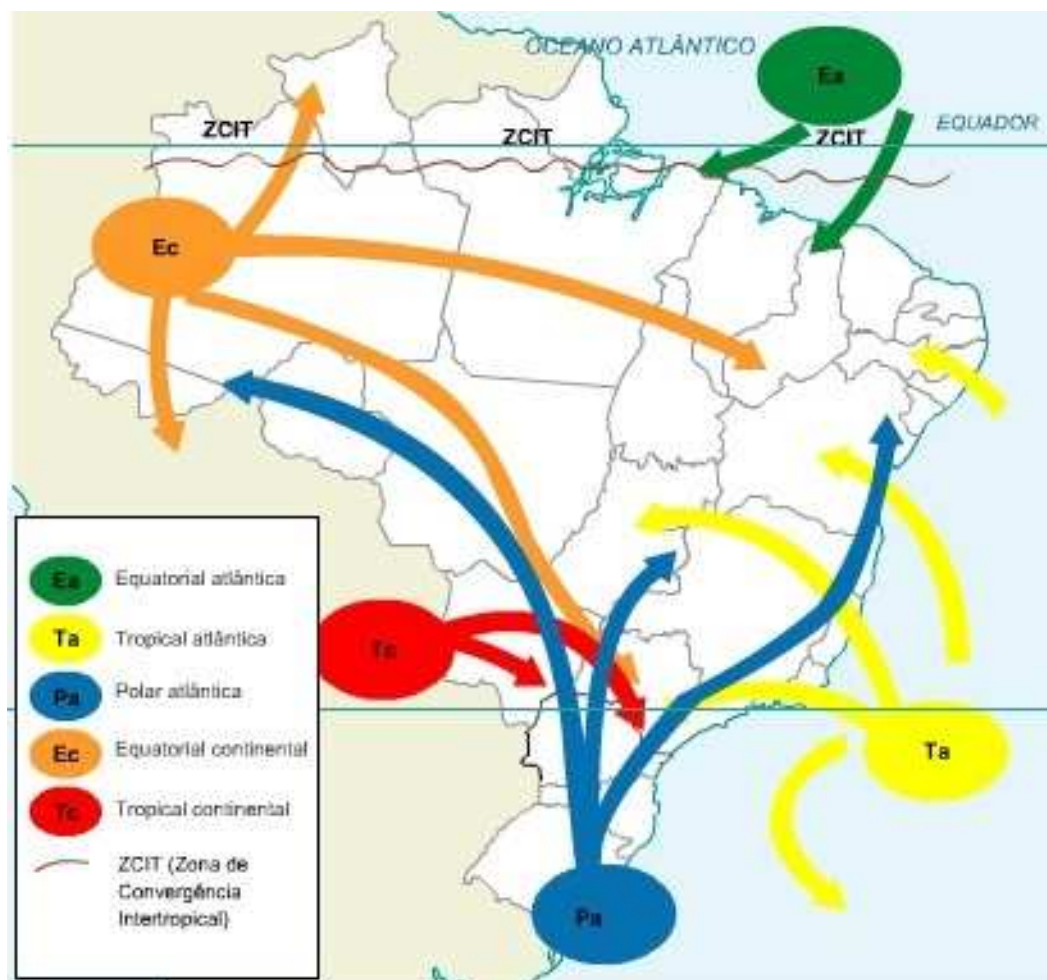 OCEANO ATLÂNTICO
Ea
ZCIT
ZCIT
ZCIT
EQUADOR
Ec
Ea
Equatorial atlântica
Ta
Tropical atlântica
Pa
Polar atlântica
Ec
Equatorial continental
Tc
Tropical continental
ZCIT (Zona de
Convergência
Intertropical)
Tc
Ta
Pa